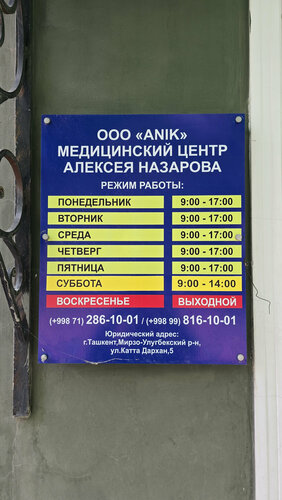 ООО «ANIK»
МЕДИЦИНСКИЙ ЦЕНТР
АЛЕКСЕЯ НАЗАРОВА
РЕЖИМ РАБОТЫ:
ПОНЕДЕЛЬНИК 9:00 - 17:00
ВТОРНИК 9:00 - 17:00
СРЕДА 9:00 - 17:00
ЧЕТВЕРГ 9:00 - 17:00
ПЯТНИЦА 9:00 - 17:00
СУББОТА 9:00 - 14:00
ВОСКРЕСЕНЬЕ ВЫХОДНОЙ
(+998 71) 286-10-01 / (+998 99) 816-10-01
Юридический адрес:
г.Ташкент,Мирзо-Улугбекский р-н,
ул.Катта Дархан,5